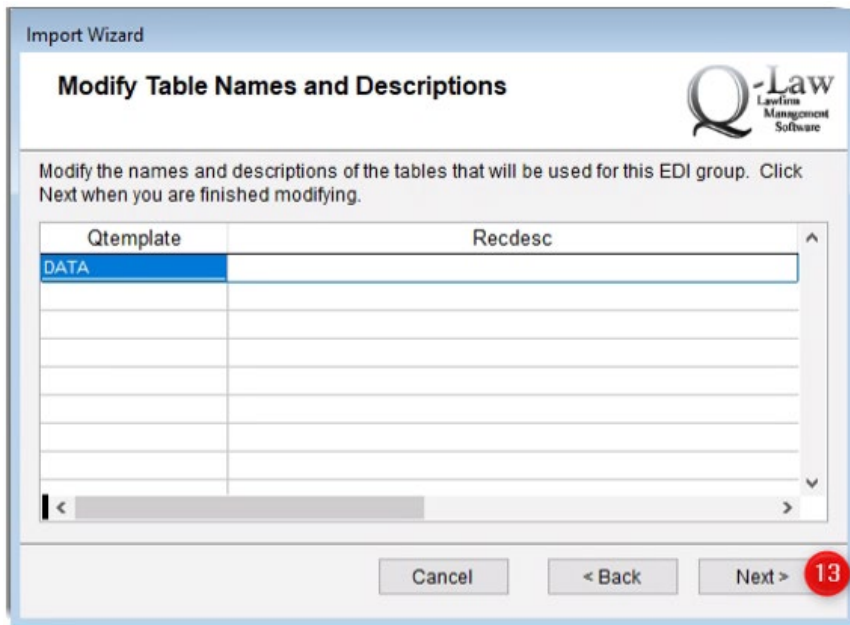 Import Wizard
Modify Table Names and Descriptions
Q-Law
Lawfirm
Management
Software
Modify the names and descriptions of the tables that will be used for this EDI group. Click
Next when you are finished modifying.
Qtemplate Recdesc
DATA
Cancel < Back Next > 13